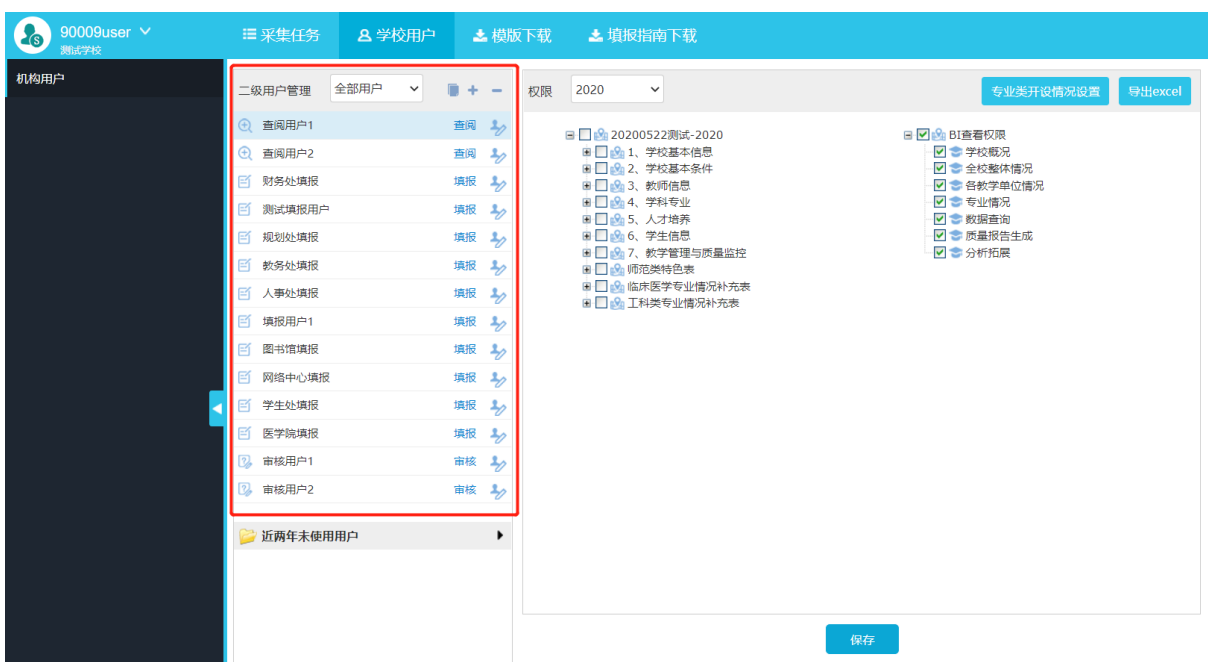 90009user
测试学校
采集任务
学校用户
模版下载
填报指南下载
机构用户
二级用户管理 全部用户
查阅用户1 查阅
查阅用户2 查阅
财务处填报 填报
测试填报用户 填报
规划处填报 填报
教务处填报 填报
人事处填报 填报
填报用户1 填报
图书馆填报 填报
网络中心填报 填报
学生处填报 填报
医学院填报 填报
审核用户1 审核
审核用户2 审核
近两年未使用用户
权限 2020 专业类开设情况设置 导出excel
20200522测试-2020
1、学校基本信息
2、学校基本条件
3、教师信息
4、学科专业
5、人才培养
6、学生信息
7、教学管理与质量监控
师范类特色表
临床医学专业情况补充表
工科类专业情况补充表
BI查看权限
学校概况
全校整体情况
各教学单位情况
专业情况
数据查询
质量报告生成
分析拓展
保存